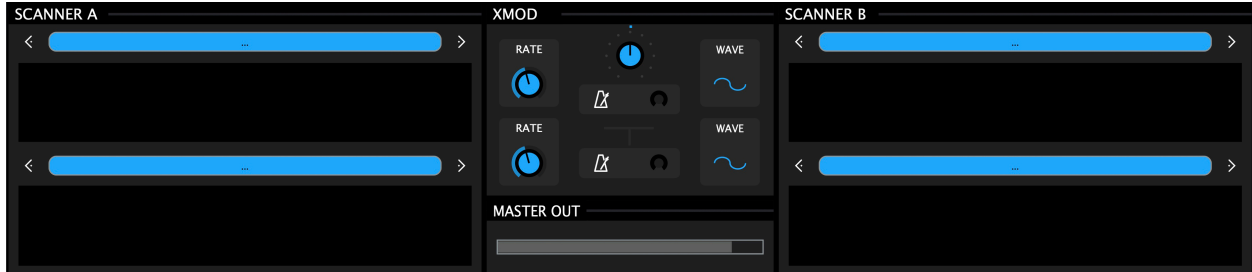 SCANNER A
XMOD
SCANNER B
...
RATE
WAVE
...
...
RATE
WAVE
...
MASTER OUT